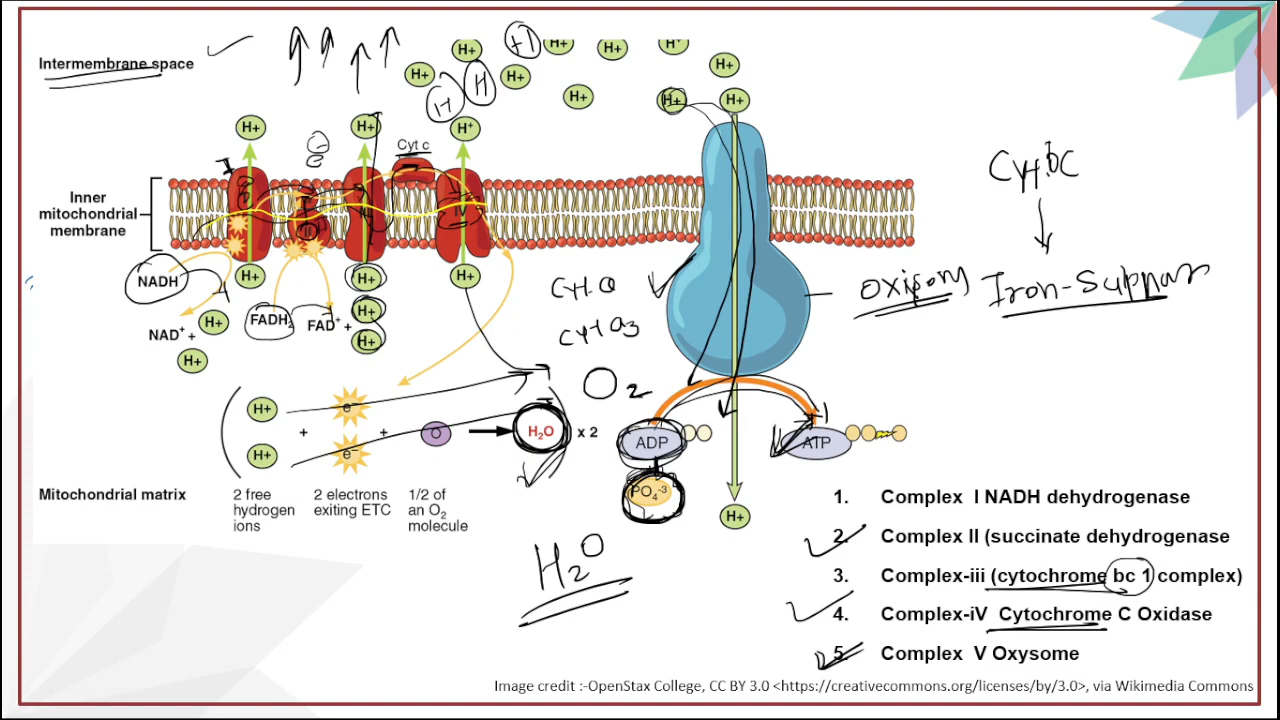 Intermembrane space
H+
H+
H+
H+
H+
H+
H+
H+
H+
H
H
H+
H+
H+
H+
H+
H+
Cyt c
I
Inner
mitochondrial
membrane
IV
Cyt bc
NADH
H+
H+
H+
NAD+ +
H+
H+
FADH2
FAD+ +
H+
H+
Cyt a
Cyt a3
Oxisom
Iron-Suppar
O2
H+
H+
+
e-
e-
+
O
H2O
x 2
ADP
ATP
PO4-3
H+
Mitochondrial matrix
2 free
hydrogen
ions
2 electrons
exiting ETC
1/2 of
an O2
molecule
H2O
1. Complex I NADH dehydrogenase
2. Complex II (succinate dehydrogenase
3. Complex-iii (cytochrome bc 1 complex)
4. Complex-iV Cytochrome C Oxidase
5. Complex V Oxysome
Image credit :-OpenStax College, CC BY 3.0 <https://creativecommons.org/licenses/by/3.0>, via Wikimedia Commons